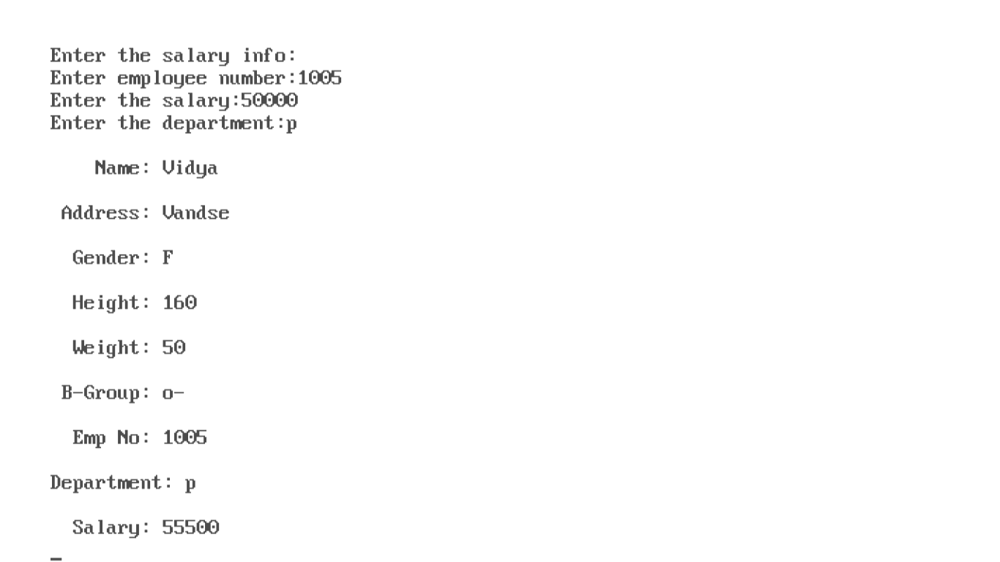 Enter the salary info:
Enter employee number:1005
Enter the salary:50000
Enter the department:p
Name: Vidya
Address: Vandse
Gender: F
Height: 160
Weight: 50
B-Group: o-
Emp No: 1005
Department: p
Salary: 55500
_